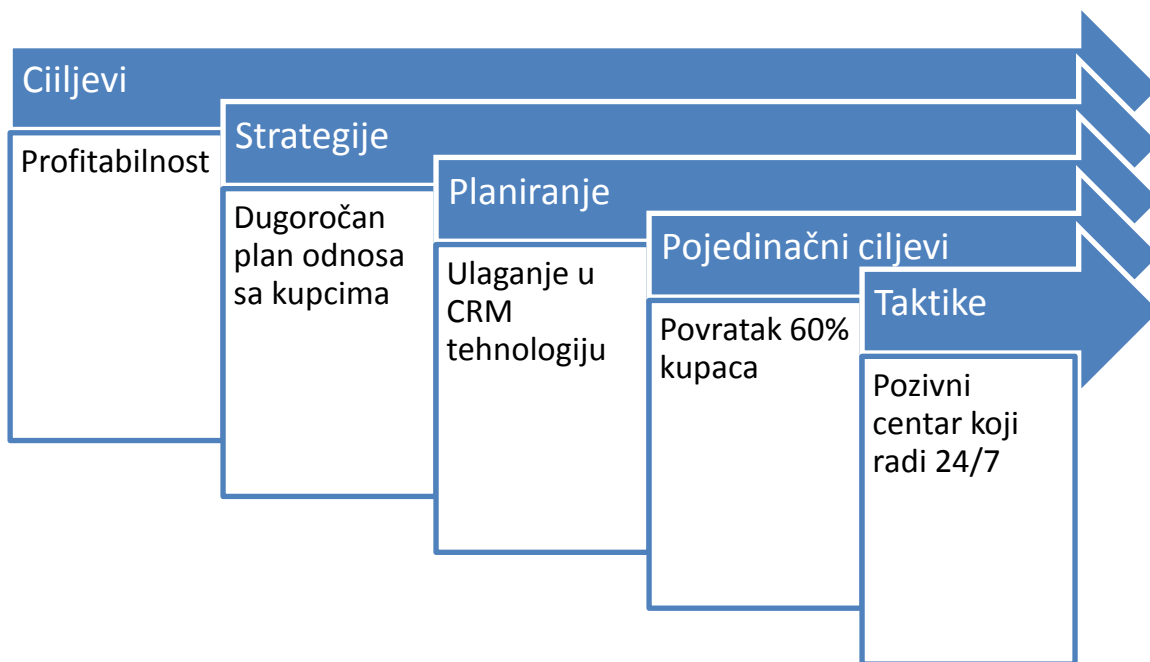 Ciiljevi
Profitabilnost
Strategije
Dugoročan
plan odnosa
sa kupcima
Planiranje
Ulaganje u
CRM
tehnologiju
Pojedinačni ciljevi
Povratak 60%
kupaca
Taktike
Pozivni
centar koji
radi 24/7